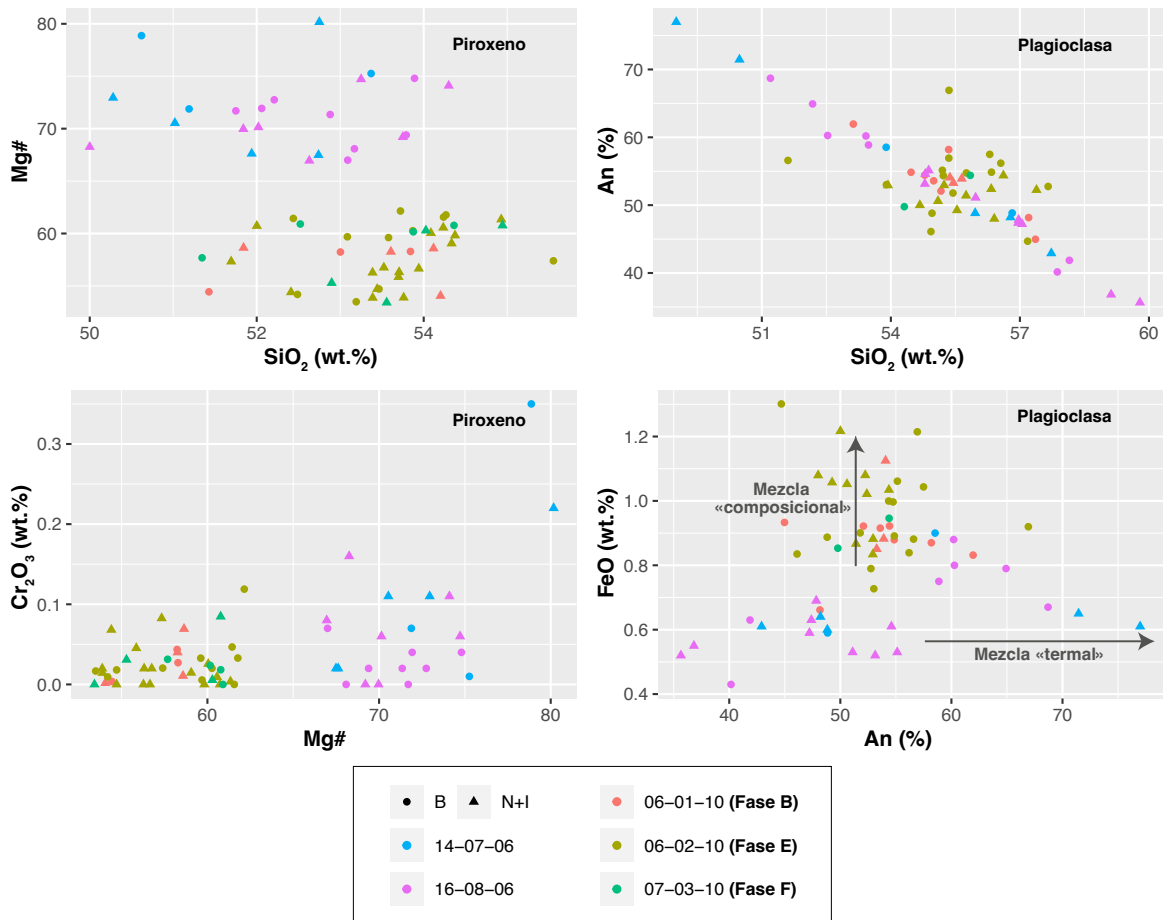 Piroxeno
80
70
60
Mg#
50
52
54
SiO₂ (wt.%)
Plagioclasa
70
60
50
40
An (%)
51
54
57
60
SiO₂ (wt.%)
Piroxeno
0.3
0.2
0.1
0.0
Cr₂O₃ (wt.%)
60
70
80
Mg#
Plagioclasa
1.2
1.0
0.8
0.6
0.4
FeO (wt.%)
Mezcla
«composicional»
Mezcla «termal»
40
50
60
70
An (%)
B
N+I
06–01–10 (Fase B)
14–07–06
06–02–10 (Fase E)
16–08–06
07–03–10 (Fase F)